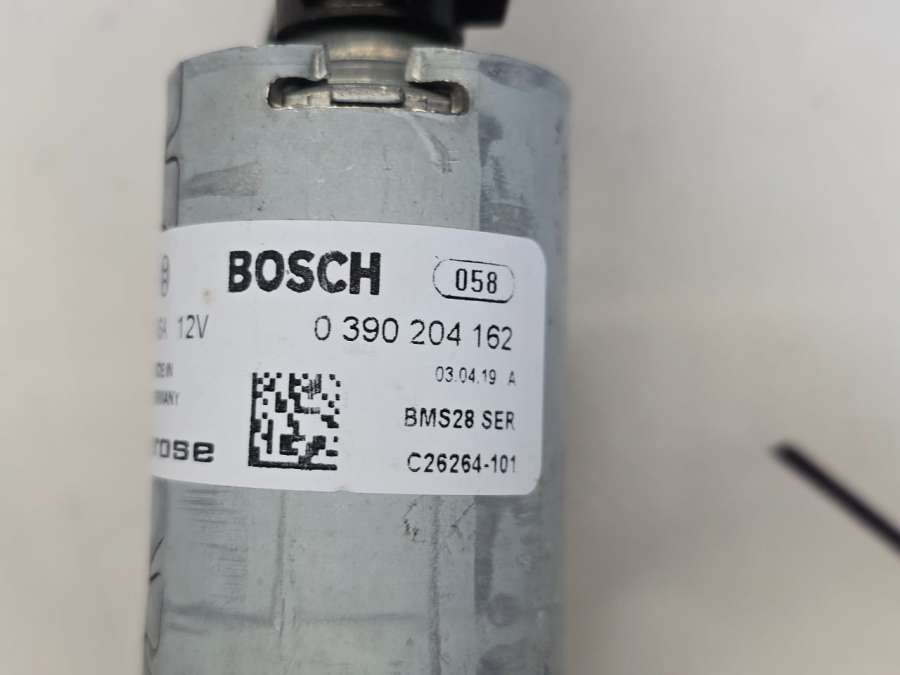 BOSCH 058
12V 0 390 204 162
03.04.19 A
BMS28 SER
C26264-101